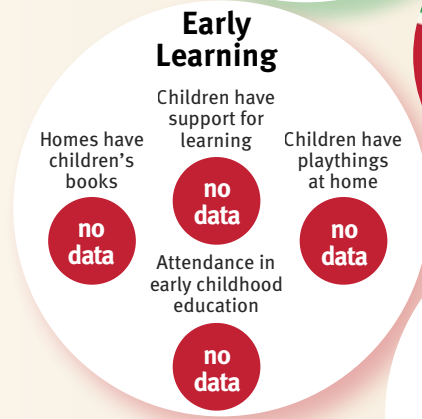 Early
Learning
Children have
support for
learning
no
data
Homes have
children's
books
no
data
Children have
playthings
at home
no
data
Attendance in
early childhood
education
no
data